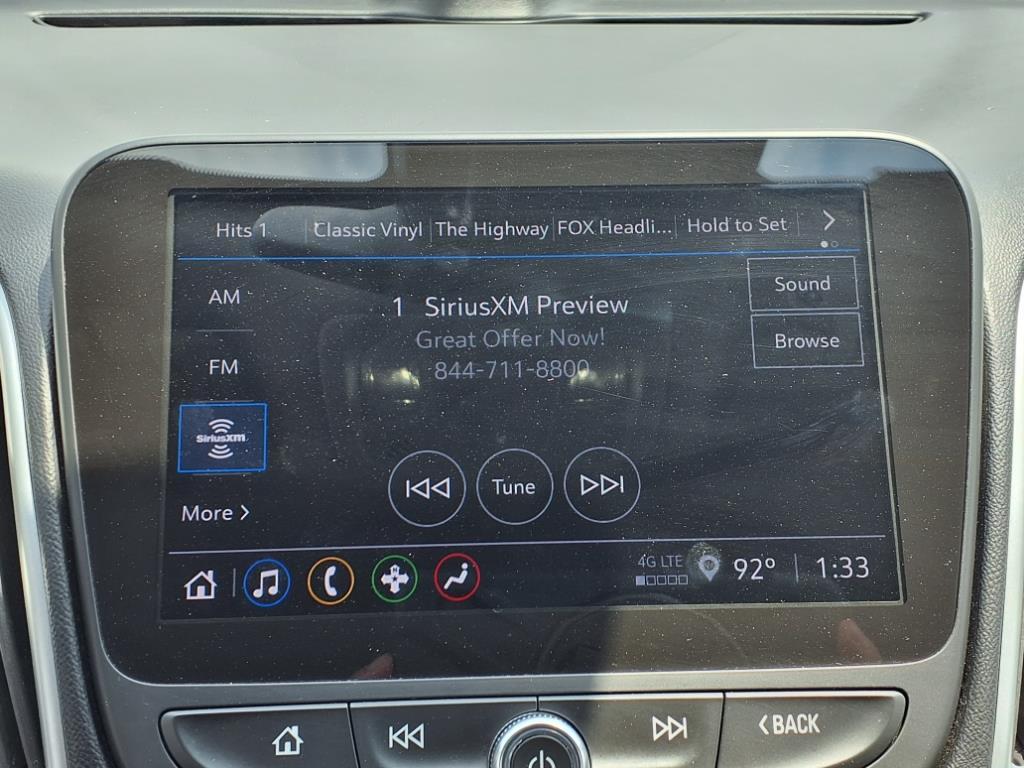 Hits 1 Classic Vinyl The Highway FOX Headli... Hold to Set >
AM
1 SiriusXM Preview
Sound
Great Offer Now!
Browse
FM
844-711-8800
SiriusXM
Tune
More >
4G LTE
92° 1:33
<BACK